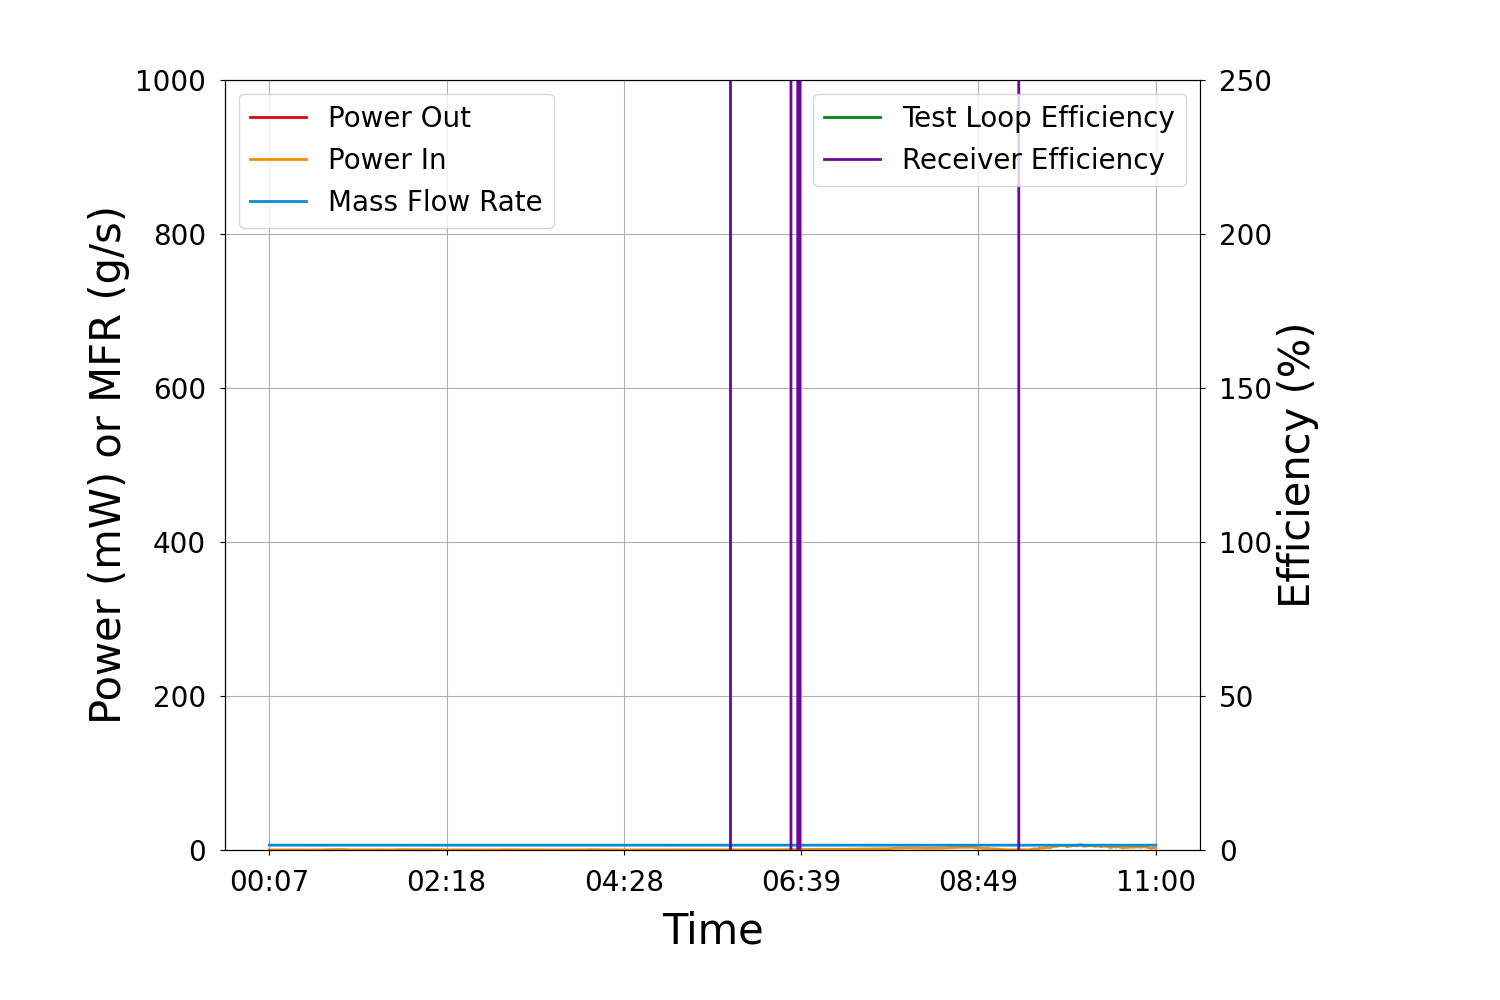 1000
800
600
400
200
0
Power (mW) or MFR (g/s)
Power Out
Power In
Mass Flow Rate
Test Loop Efficiency
Receiver Efficiency
250
200
150
100
50
0
Efficiency (%)
00:07 02:18 04:28 06:39 08:49 11:00
Time